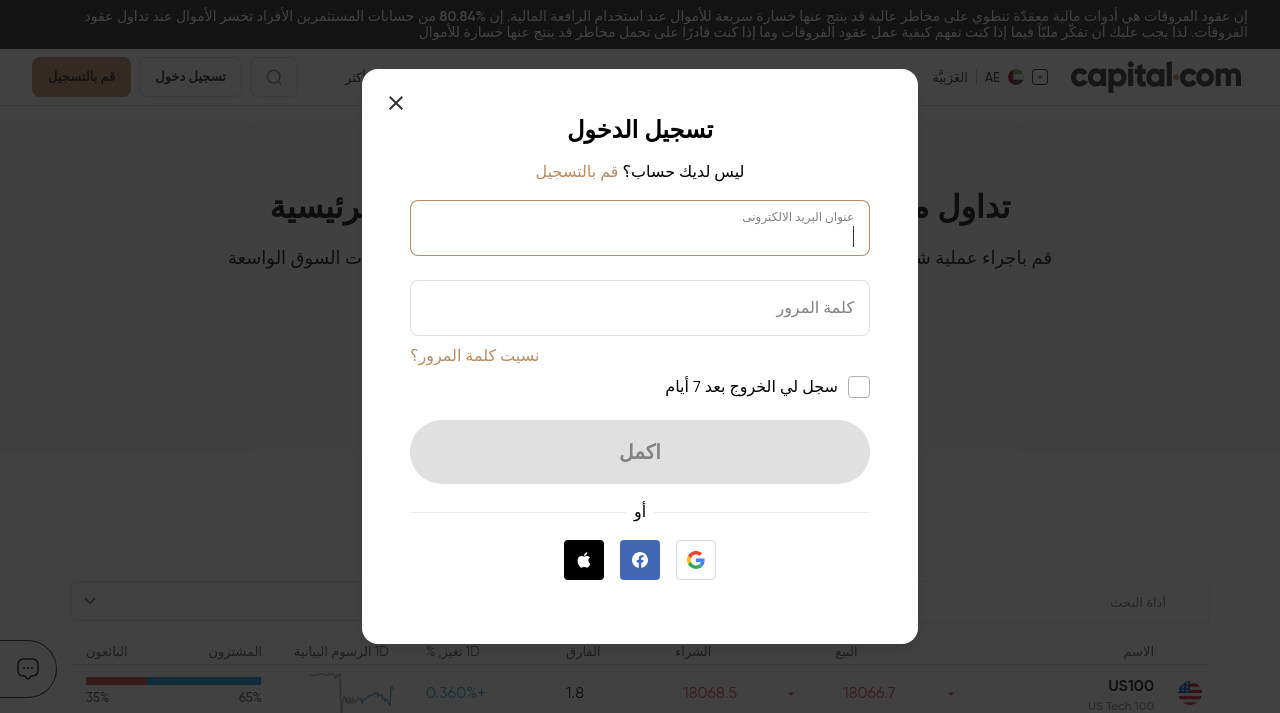 إن عقود الفروقات هي أدوات مالية معقدّة تنطوي على مخاطر عالية قد ينتج عنها خسارة سريعة للأموال عند استخدام الرافعة المالية. إن 80.84% من حسابات المستثمرين الأفراد تخسر الأموال عند تداول عقود
الفروقات. لذا يجب عليك أن تفكّر مليّاً فيما إذا كنت تفهم كيفية عمل عقود الفروقات وما إذا كنت قادرًا على تحمل مخاطر قد ينتج عنها خسارة للأموال
capital.com
AE
العَرَبيَّة
تسجيل دخول
قم بالتسجيل
تسجيل الدخول
ليس لديك حساب؟ قم بالتسجيل
عنوان البريد الالكترونى
كلمة المرور
نسيت كلمة المرور؟
سجل لي الخروج بعد 7 أيام
اكمل
أو
تداول
رئيسية
قم باجراء عملية
ات السوق الواسعة
أداة البحث
الاسم
البيع
الشراء
الفارق
1D تغير, %
1D الرسوم البيانية
المشترون
البائعون
US100
US Tech 100
18066.7
18068.5
1.8
+0.360%
65%
35%